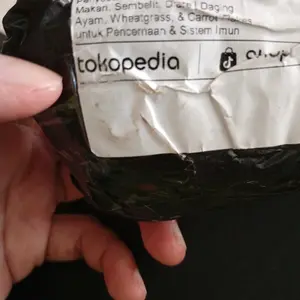 Makan, Sembelit, Diare | Daging
Ayam, Wheatgrass, & Carrot
untuk Pencernaan & Sistem Imun
tokopedia